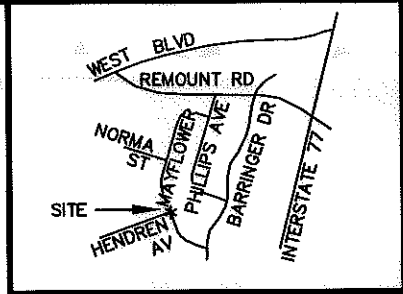 WEST BLVD
REMOUNT RD
NORMA
ST
MAYFLOWER
PHILLIPS AVE
BARRINGER DR
INTERSTATE 77
SITE
HENDREN
AV